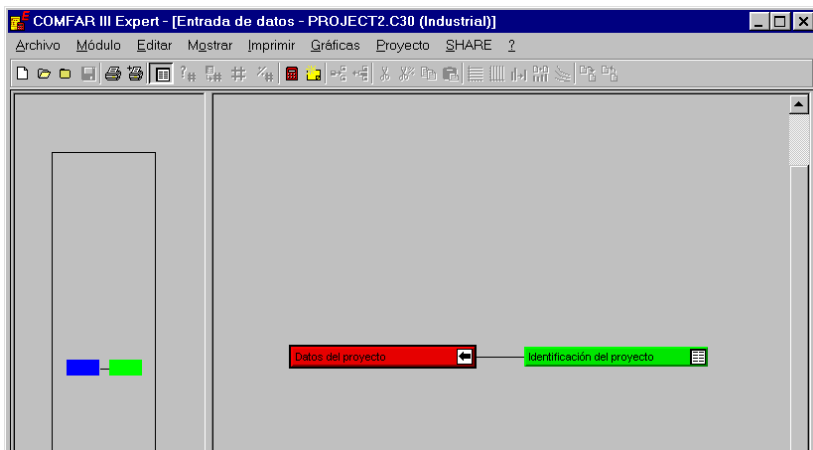 COMFAR III Expert - [Entrada de datos - PROJECT2.C30 (Industrial)]
Archivo Módulo Editar Mostrar Imprimir Gráficas Proyecto SHARE ?
Datos del proyecto Identificación del proyecto